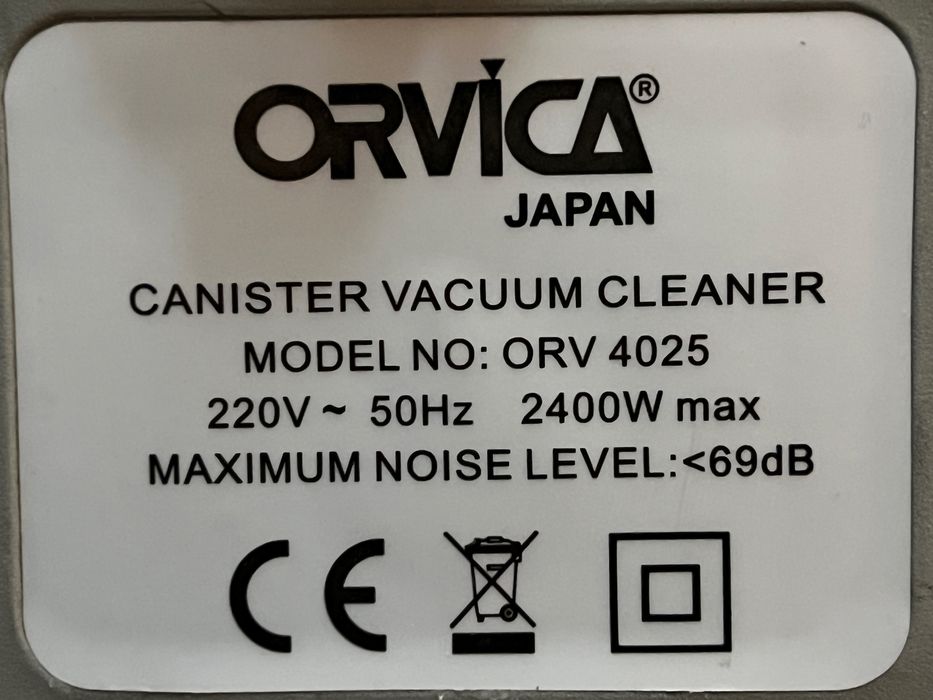 ORVICA®
JAPAN
CANISTER VACUUM CLEANER
MODEL NO: ORV 4025
220V ~ 50Hz 2400W max
MAXIMUM NOISE LEVEL:<69dB
CE